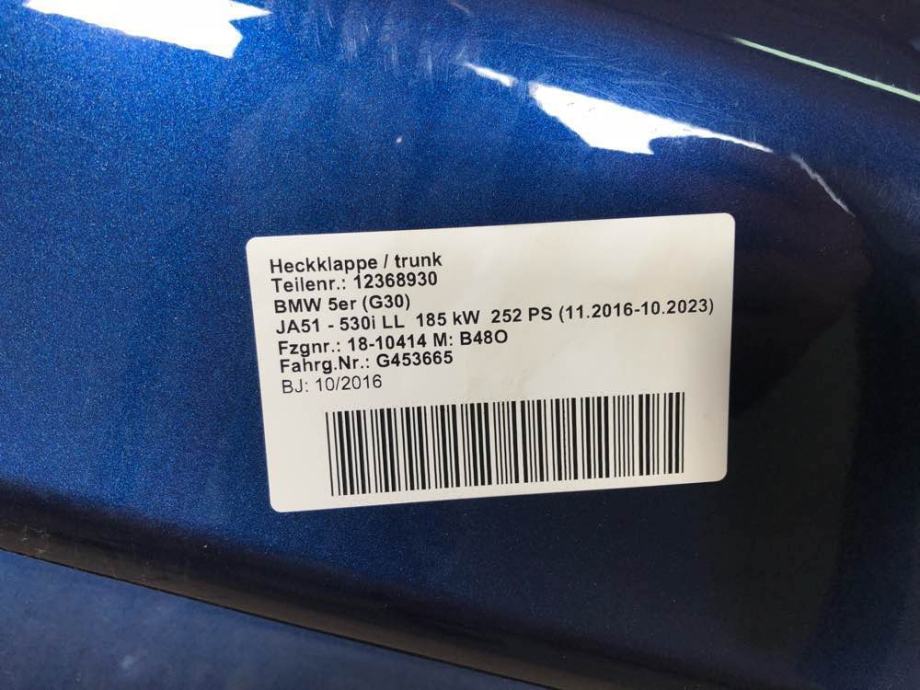 Heckklappe / trunk
Teilenr.: 12368930
BMW 5er (G30)
JA51 - 530i LL  185 kW  252 PS (11.2016-10.2023)
Fzgnr.: 18-10414 M: B48O
Fahrg.Nr.: G453665
BJ: 10/2016